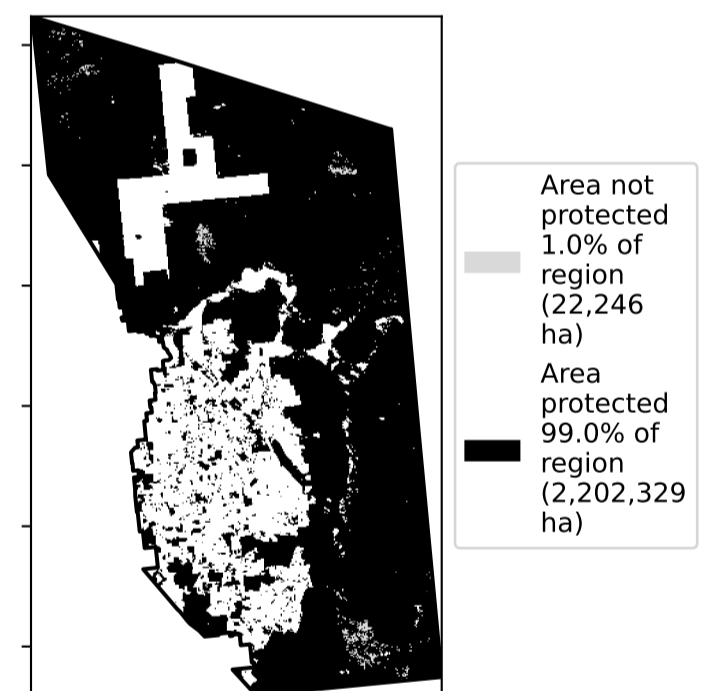 Area not
protected
1.0% of
region
(22,246
ha)
Area
protected
99.0% of
region
(2,202,329
ha)